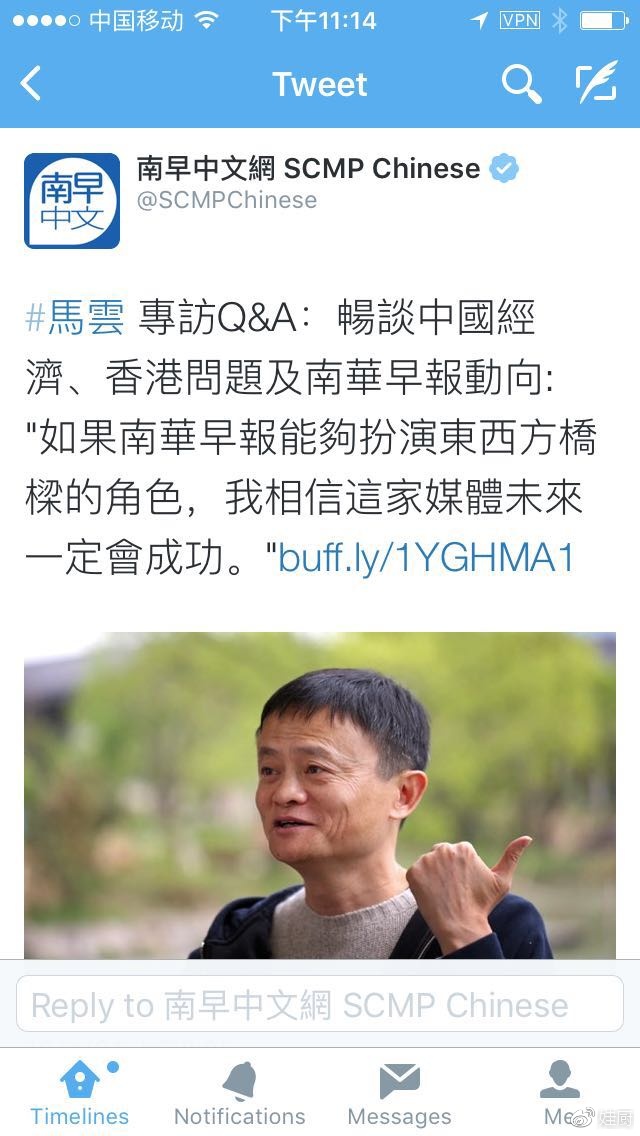 中国移动
下午11:14
VPN
Tweet
南早
中文
南早中文網 SCMP Chinese
@SCMPChinese
#馬雲 專訪Q&A：暢談中國經
濟、香港問題及南華早報動向:
"如果南華早報能夠扮演東西方橋
樑的角色，我相信這家媒體未來
一定會成功。"buff.ly/1YGHMA1
Reply to 南早中文網 SCMP Chinese
Timelines
Notifications
Messages
Me